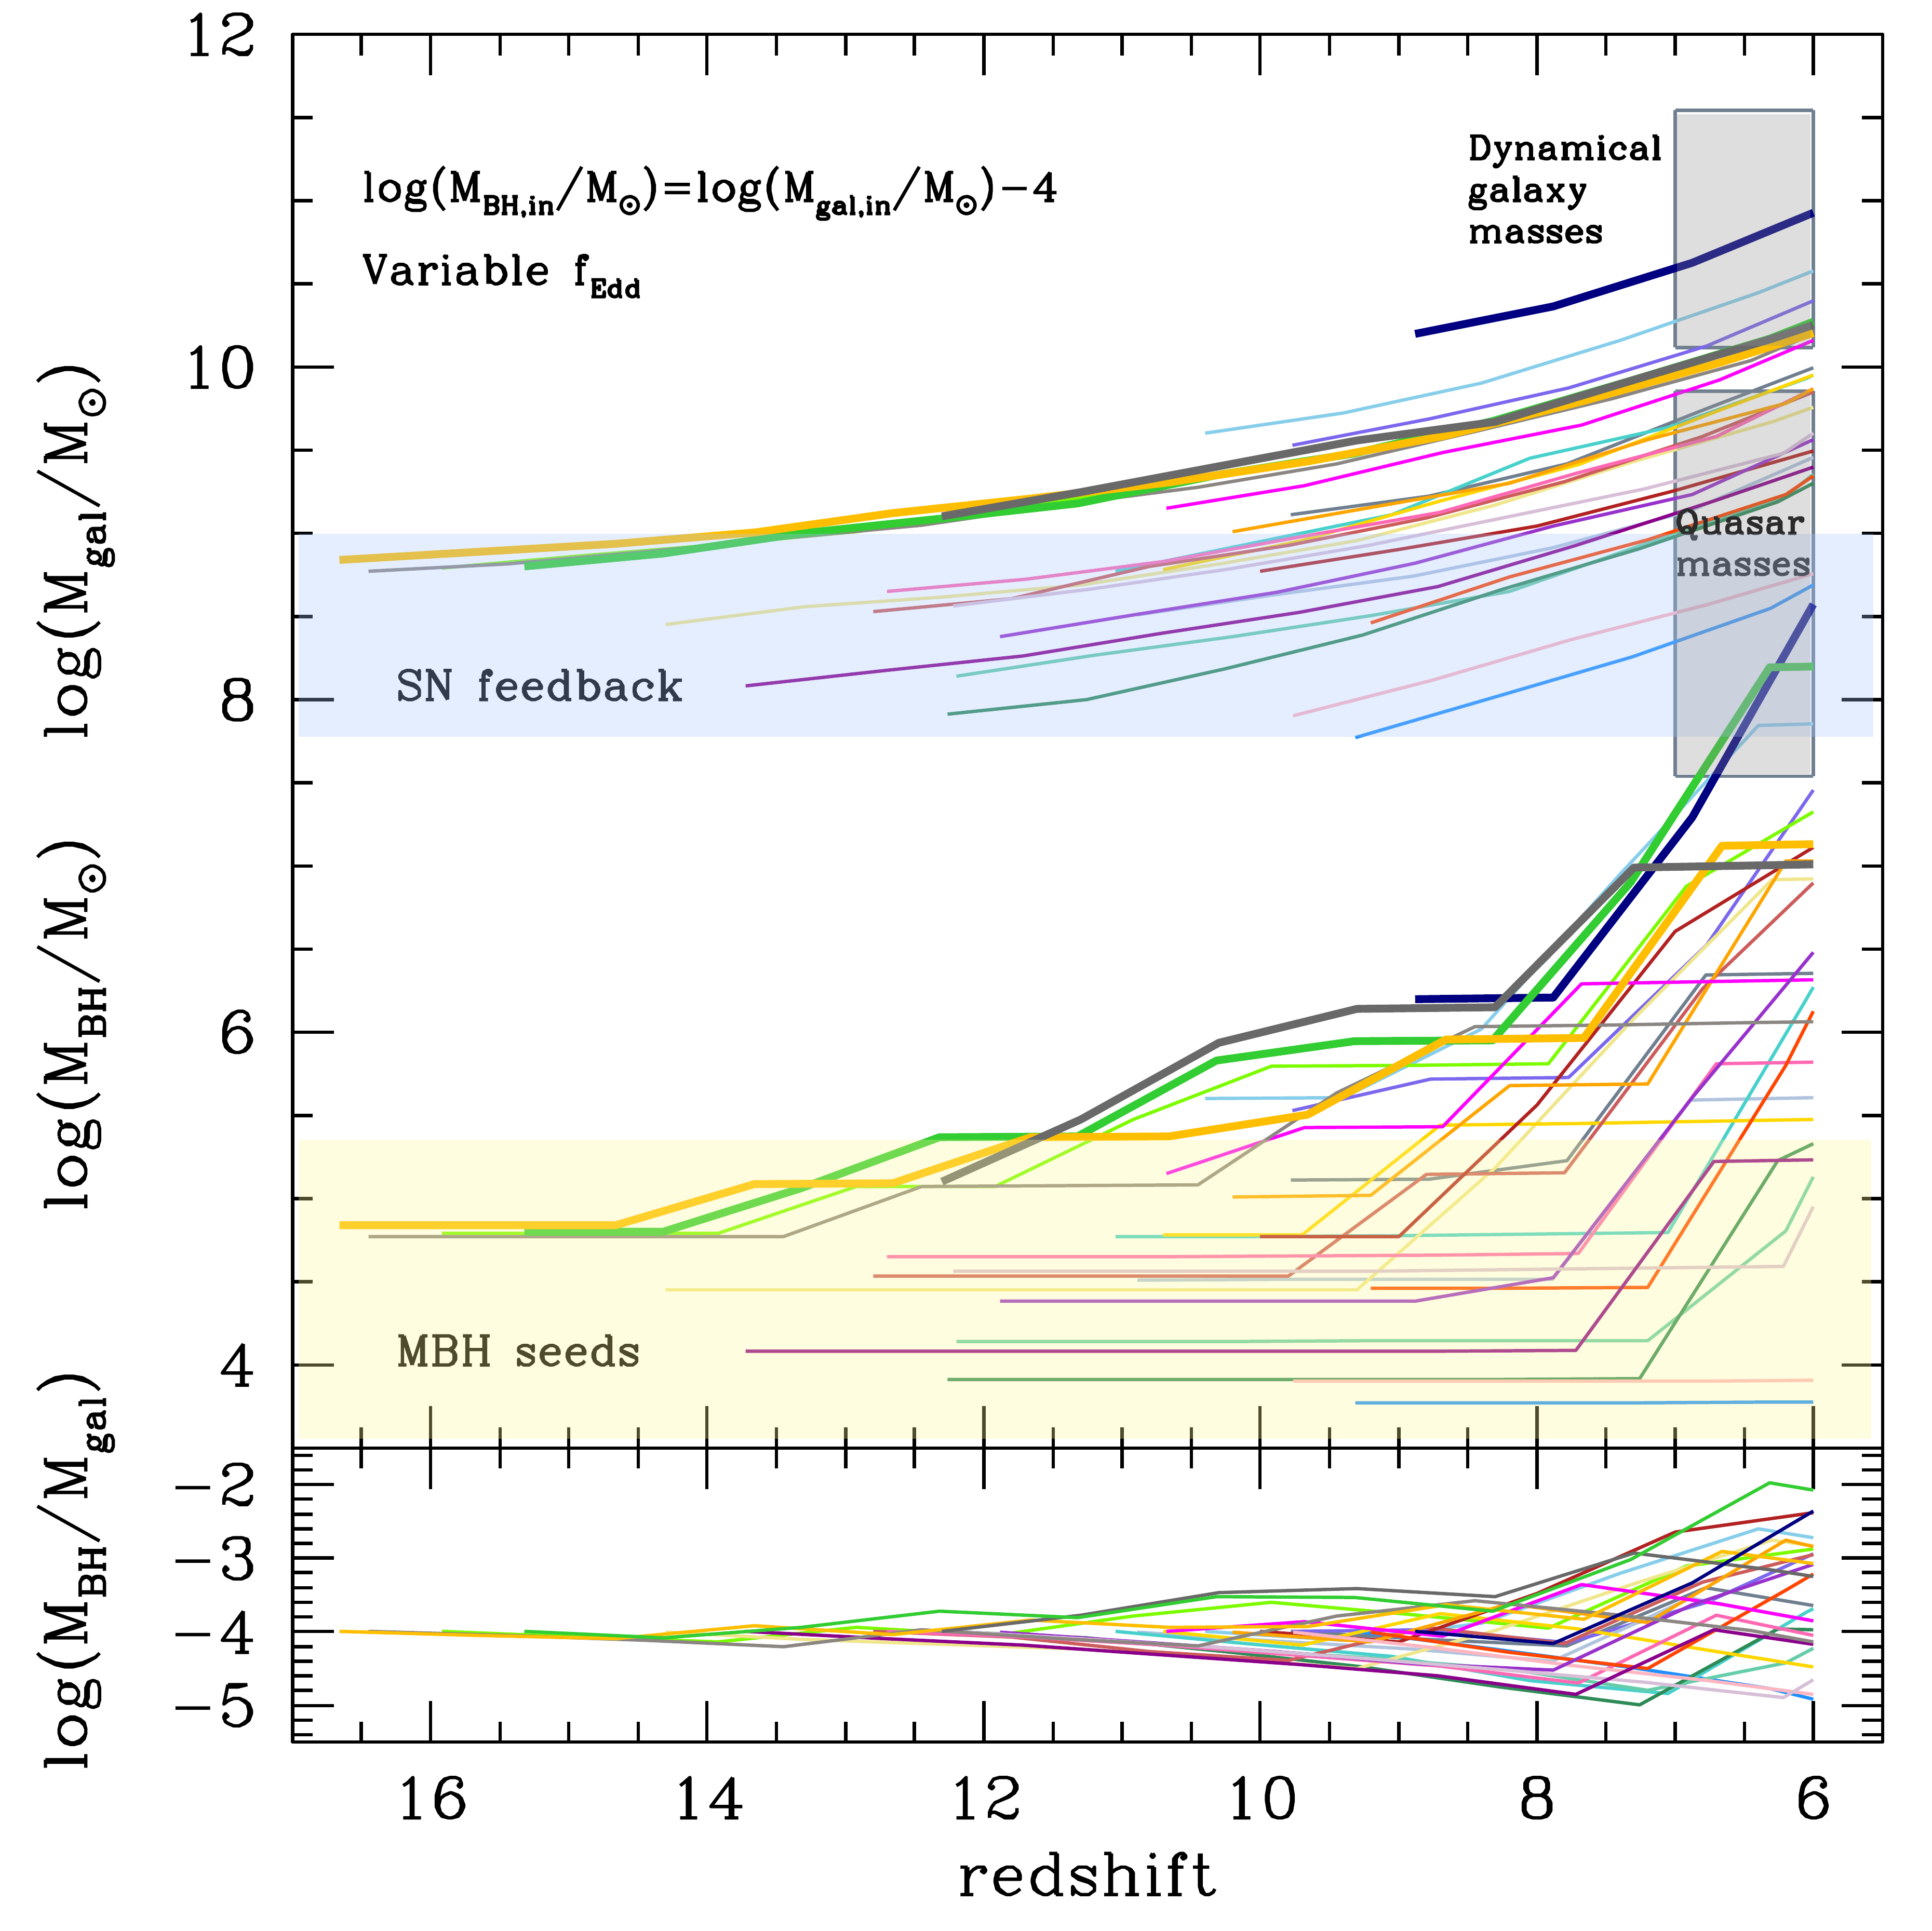 12
10
8
6
4
−2
−3
−4
−5
log(M_gal/M_⊙)
log(M_BH/M_⊙)
log(M_BH/M_gal)
log(M_BH,in/M_⊙)=log(M_gal,in/M_⊙)−4
Variable f_Edd
Dynamical
galaxy
masses
Quasar
masses
SN feedback
MBH seeds
16 14 12 10 8 6
redshift